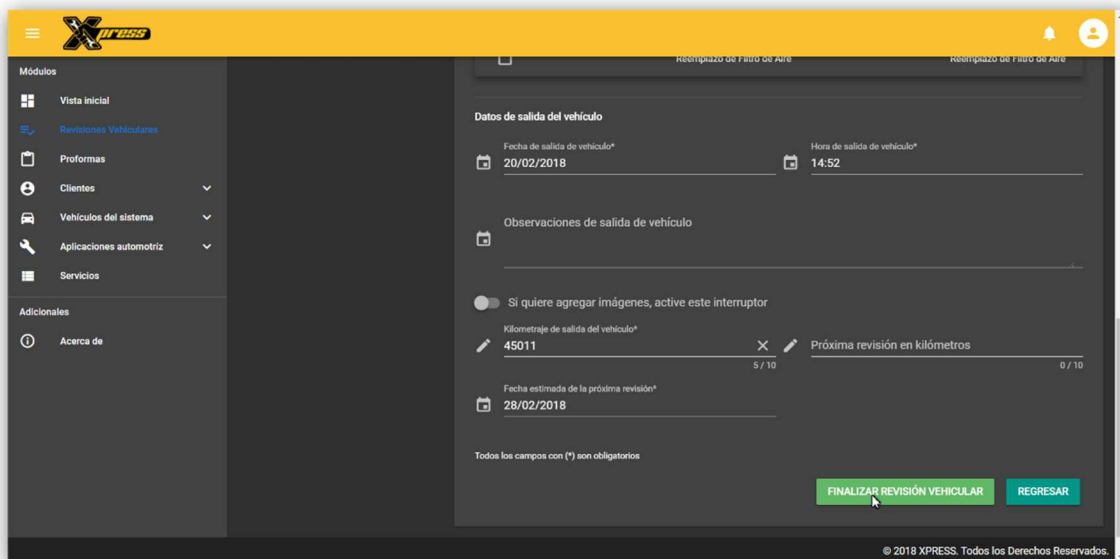 Xpress
Módulos
Vista inicial
Revisiones Vehiculares
Proformas
Clientes
Vehículos del sistema
Aplicaciones automotríz
Servicios
Adicionales
Acerca de
Reemplazo de Filtro de Aire Reemplazo de Filtro de Aire
Datos de salida del vehículo
Fecha de salida de vehículo* Hora de salida de vehículo*
20/02/2018 14:52
Observaciones de salida de vehículo
Si quiere agregar imágenes, active este interruptor
Kilometraje de salida del vehículo*
45011 Próxima revisión en kilómetros
5 / 10 0 / 10
Fecha estimada de la próxima revisión*
28/02/2018
Todos los campos con (*) son obligatorios
FINALIZAR REVISIÓN VEHICULAR REGRESAR
© 2018 XPRESS. Todos los Derechos Reservados.